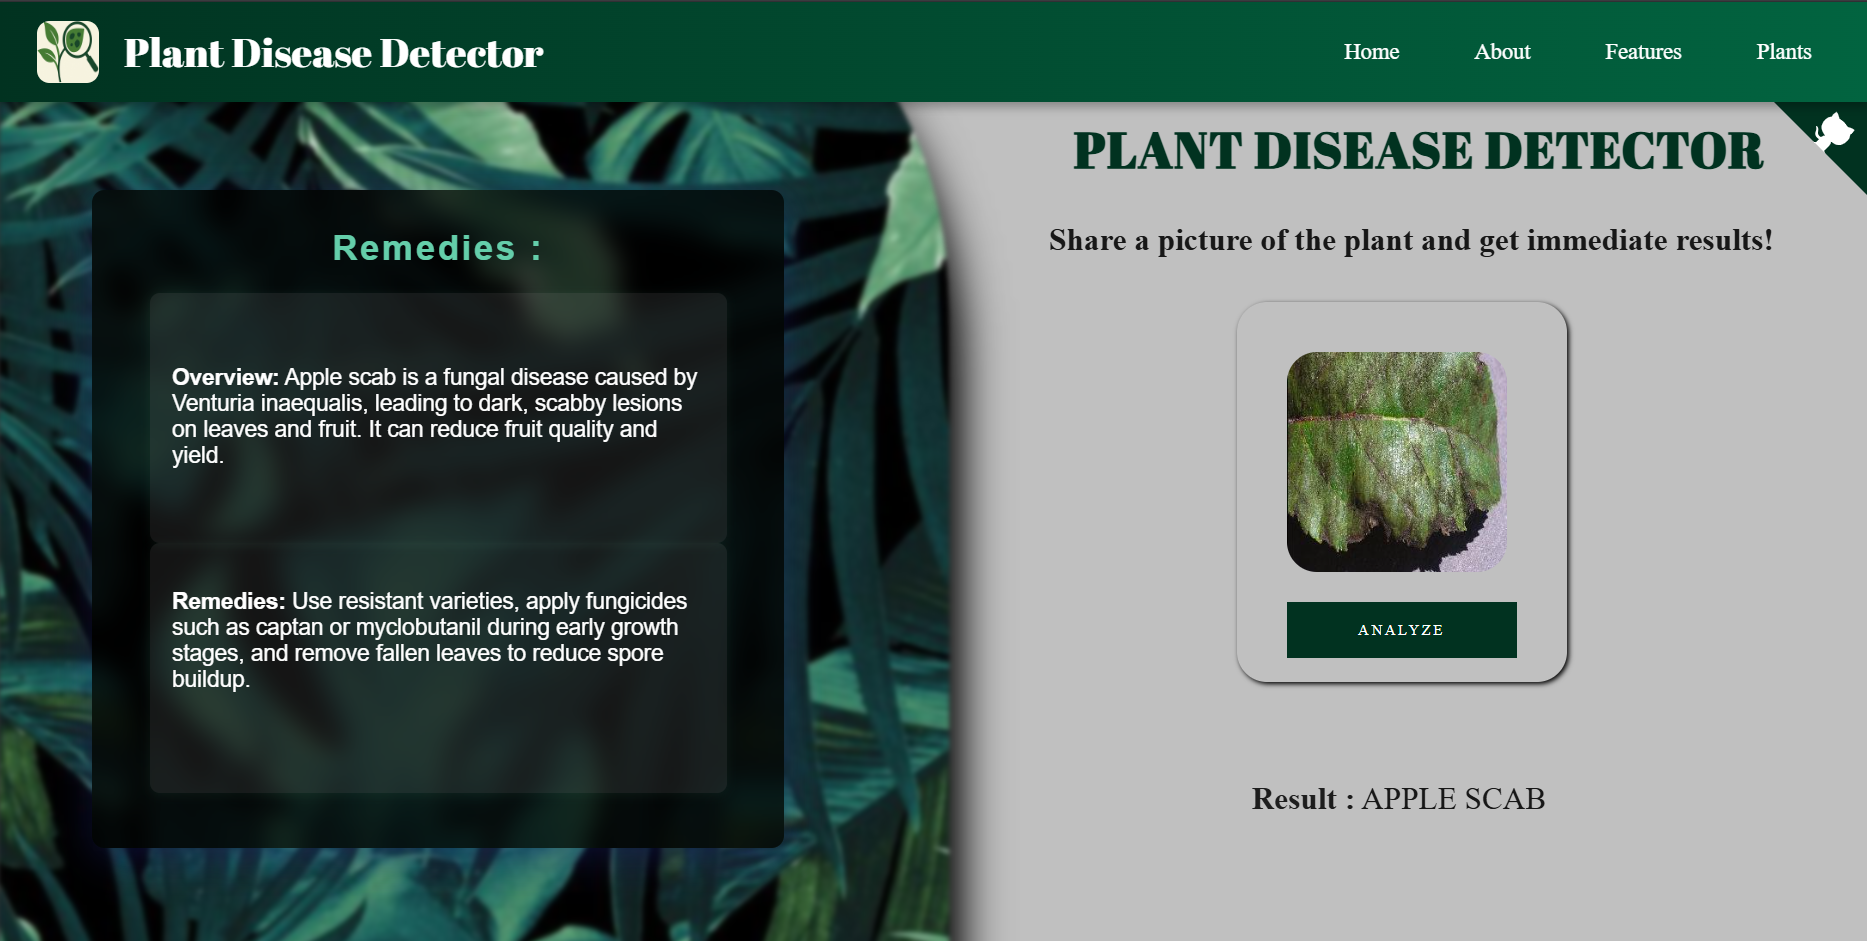 Plant Disease Detector
Home
About
Features
Plants
Remedies :
Overview: Apple scab is a fungal disease caused by
Venturia inaequalis, leading to dark, scabby lesions
on leaves and fruit. It can reduce fruit quality and
yield.
Remedies: Use resistant varieties, apply fungicides
such as captan or myclobutanil during early growth
stages, and remove fallen leaves to reduce spore
buildup.
PLANT DISEASE DETECTOR
Share a picture of the plant and get immediate results!
ANALYZE
Result : APPLE SCAB